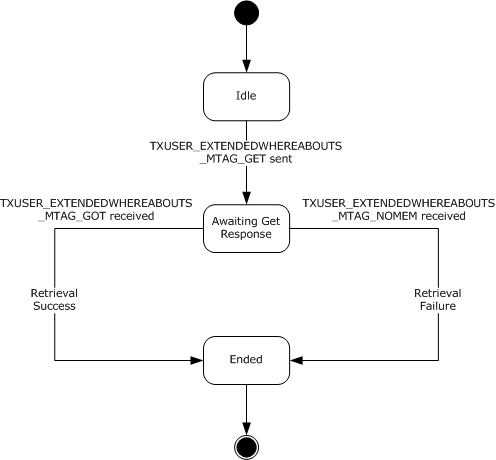 Idle
TXUSER_EXTENDEDWHEREABOUTS
_MTAG_GET sent
TXUSER_EXTENDEDWHEREABOUTS
_MTAG_GOT received
TXUSER_EXTENDEDWHEREABOUTS
_MTAG_NOMEM received
Awaiting Get
Response
Retrieval
Success
Retrieval
Failure
Ended